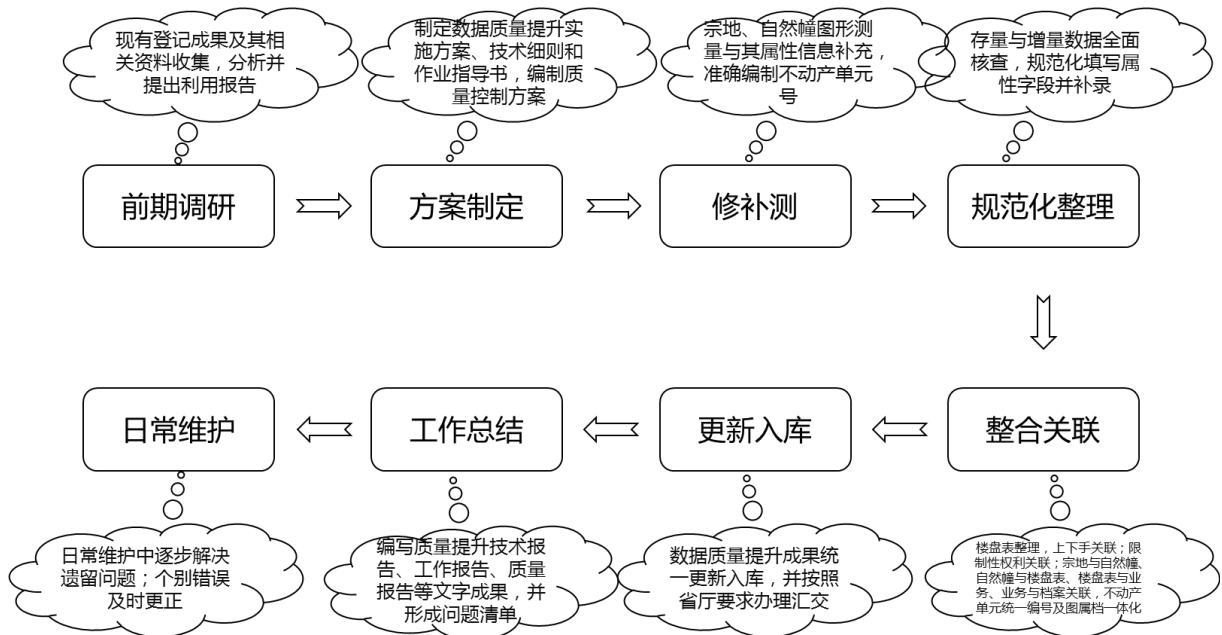 现有登记成果及其相
关资料收集，分析并
提出利用报告
制定数据质量提升实
施方案、技术细则和
作业指导书，编制质
量控制方案
宗地、自然幢图形测
量与其属性信息补充，
准确编制不动产单元
号
存量与增量数据全面
核查，规范化填写属
性字段并补录
前期调研
方案制定
修补测
规范化整理
日常维护
工作总结
更新入库
整合关联
日常维护中逐步解决
遗留问题；个别错误
及时更正
编写质量提升技术报
告、工作报告、质量
报告等文字成果，并
形成问题清单
数据质量提升成果统
一更新入库，并按照
省厅要求办理汇交
楼盘表整理，上下手关联；限
制性权利关联；宗地与自然幢、
自然幢与楼盘表、楼盘表与业
务、业务与档案关联，不动产
单元统一编号及图属档一体化